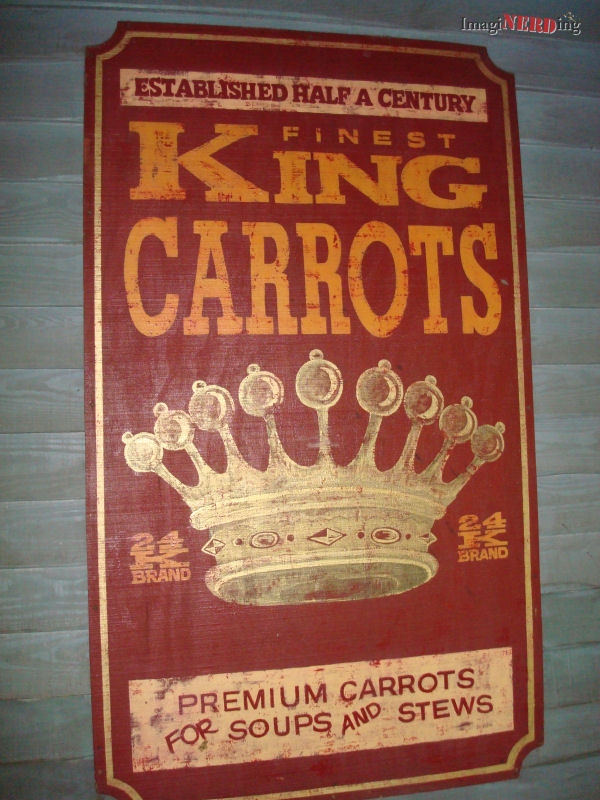 ImagiNERDing
ESTABLISHED HALF A CENTURY
FINEST
KING
CARROTS
24
K
BRAND
24
K
BRAND
PREMIUM CARROTS
FOR SOUPS AND STEWS